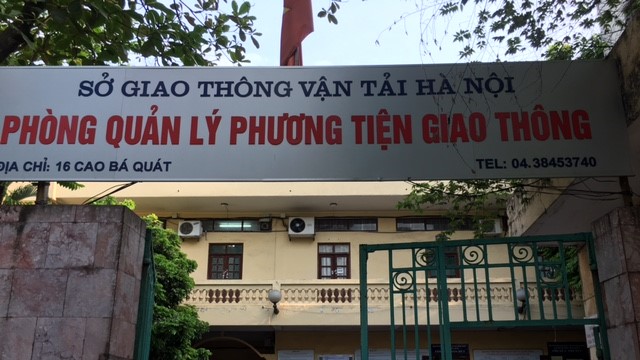 SỞ GIAO THÔNG VẬN TẢI HÀ NỘI
PHÒNG QUẢN LÝ PHƯƠNG TIỆN GIAO THÔNG
ĐỊA CHỈ: 16 CAO BÁ QUÁT
TEL: 04.38453740